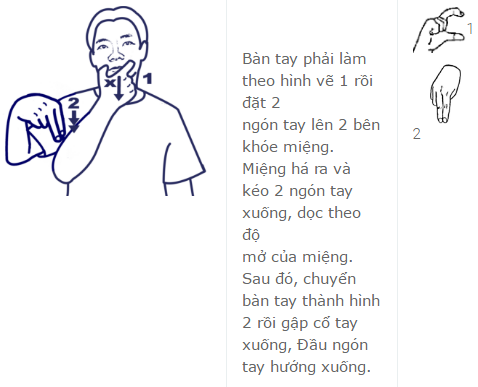 2
X
1
Bàn tay phải làm
theo hình vẽ 1 rồi
đặt 2
ngón tay lên 2 bên
khóe miệng.
Miệng há ra và
kéo 2 ngón tay
xuống, dọc theo
độ
mở của miệng.
Sau đó, chuyến
bàn tay thành hình
2 rồi gập cổ tay
xuống, Đầu ngón
tay hướng xuống.
1
2